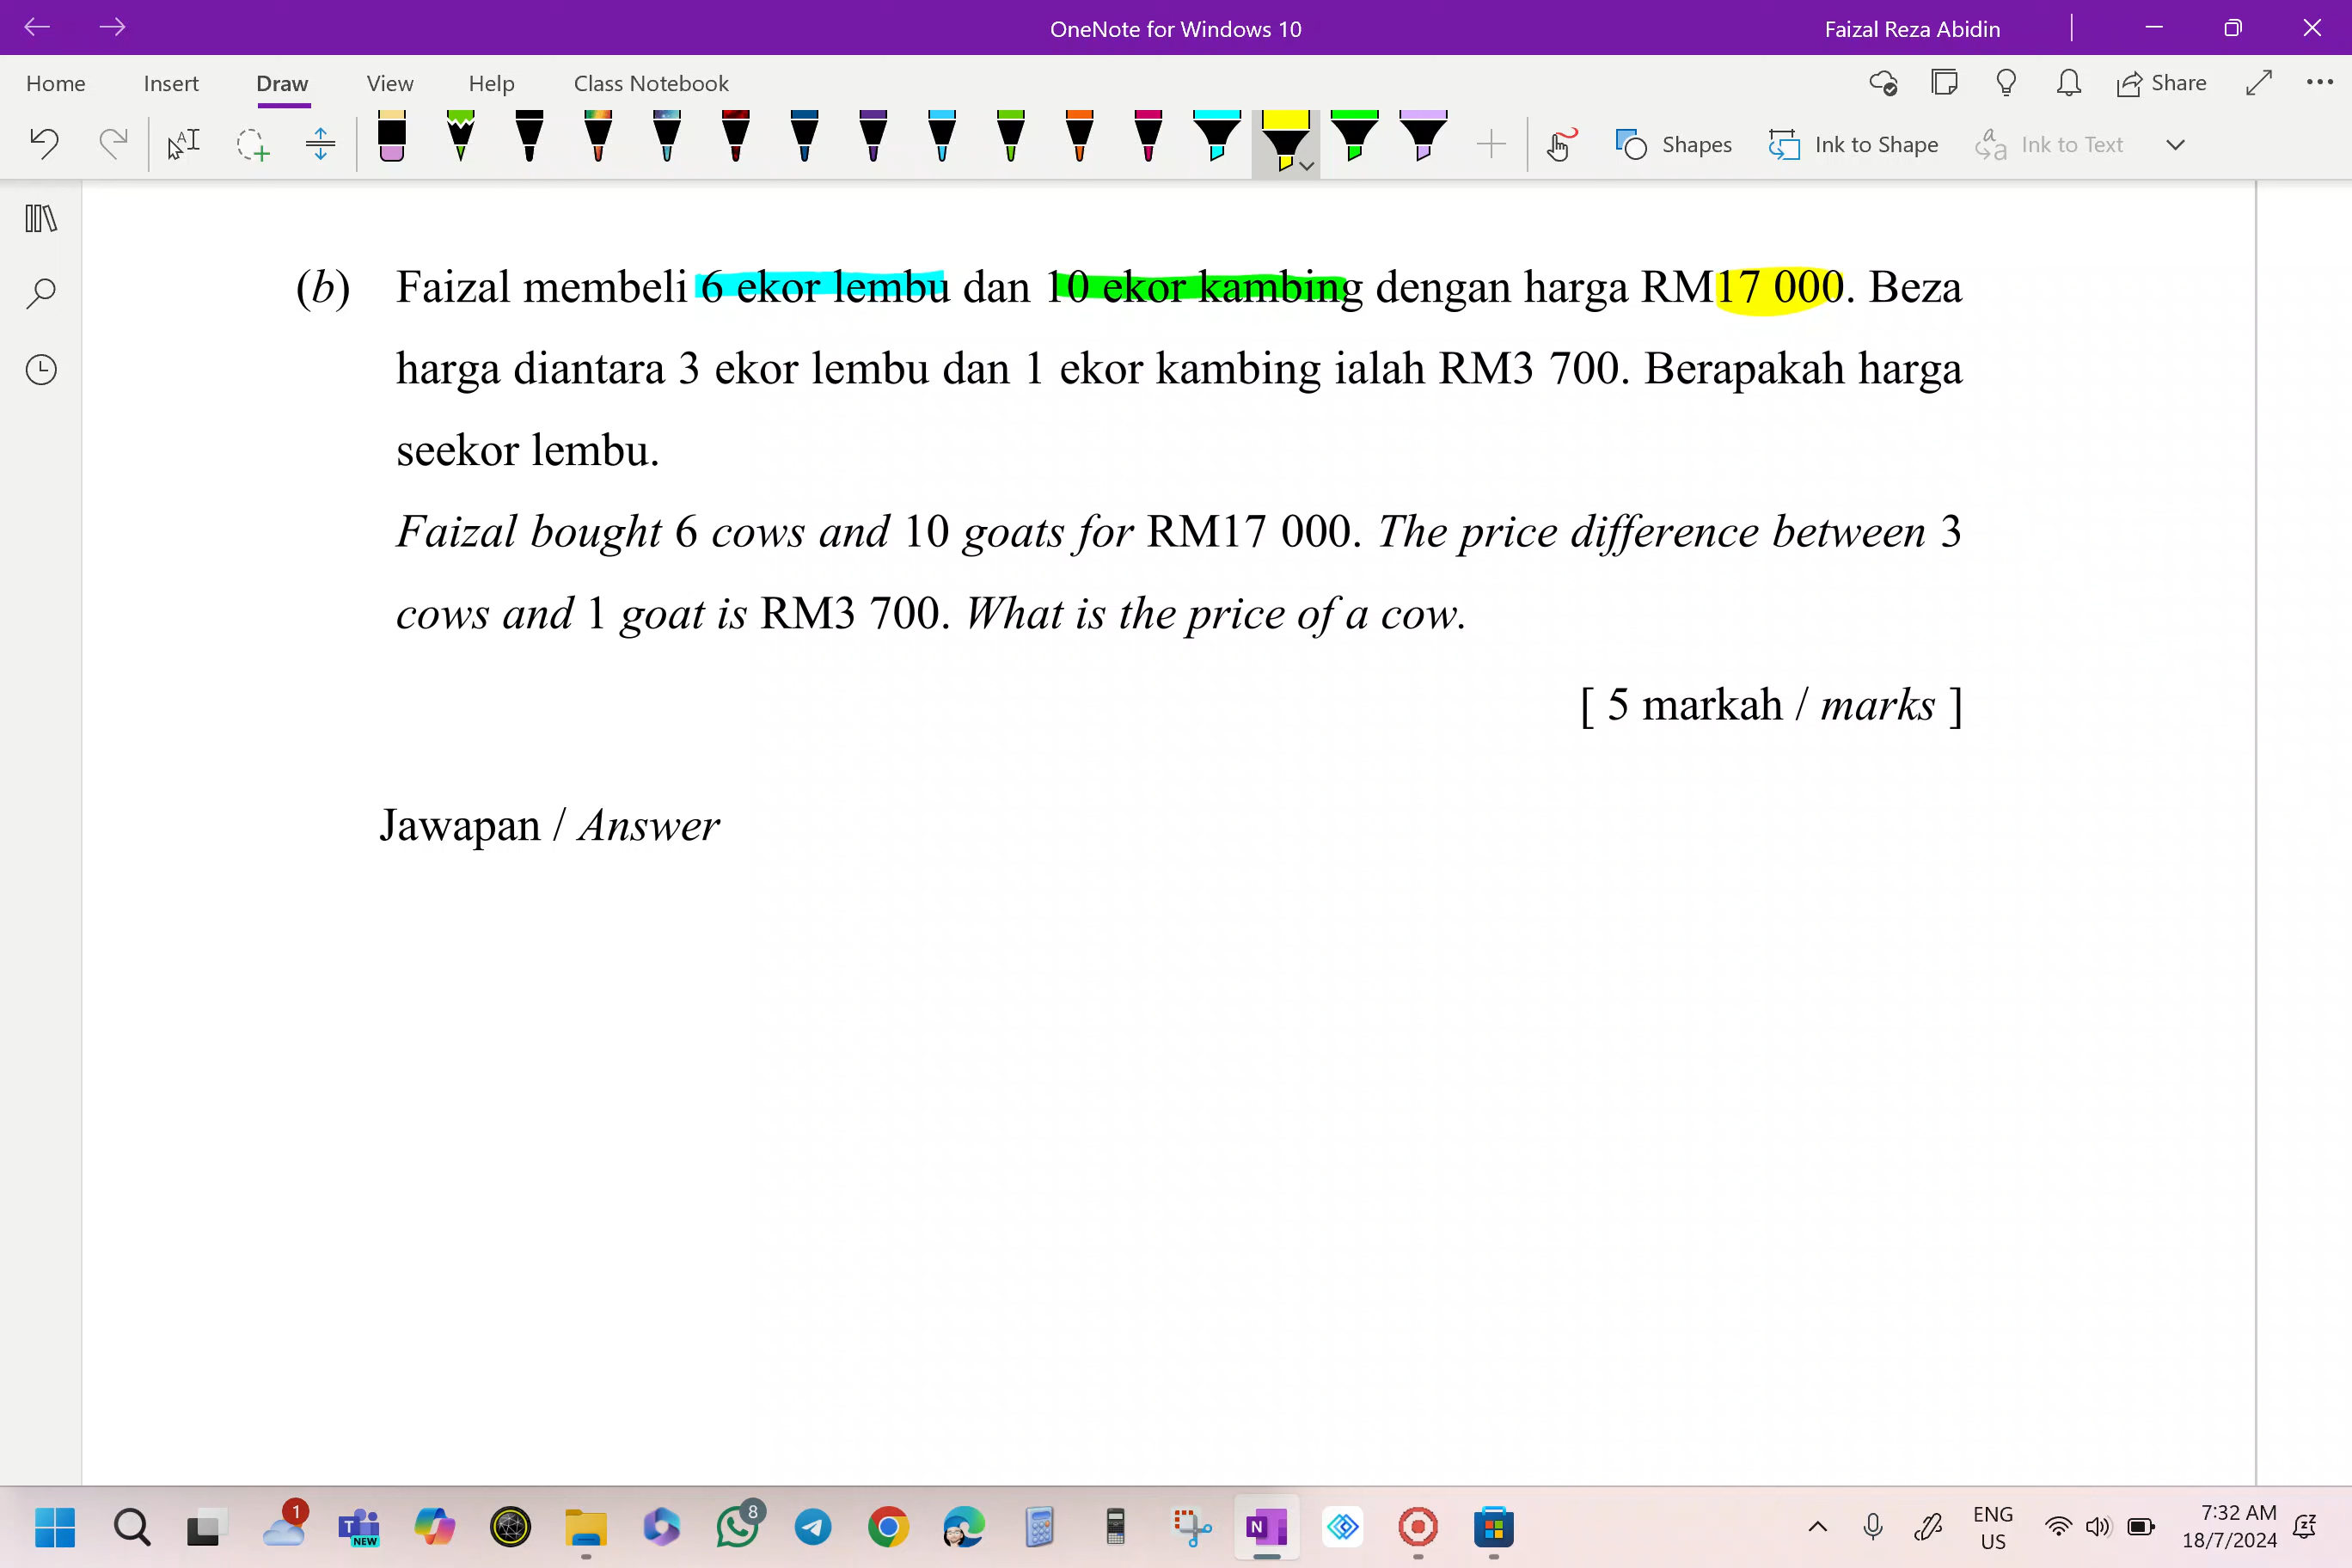 OneNote for Windows 10
Faizal Reza Abidin
Home Insert Draw View Help Class Notebook
Share
Shapes Ink to Shape Ink to Text
(b) Faizal membeli 6 ekor lembu dan 10 ekor kambing dengan harga RM17 000. Beza
harga diantara 3 ekor lembu dan 1 ekor kambing ialah RM3 700. Berapakah harga
seekor lembu.
Faizal bought 6 cows and 10 goats for RM17 000. The price difference between 3
cows and 1 goat is RM3 700. What is the price of a cow.
[ 5 markah / marks ]
Jawapan / Answer
1
T
NEW
8
N
ENG
US
7:32 AM
18/7/2024